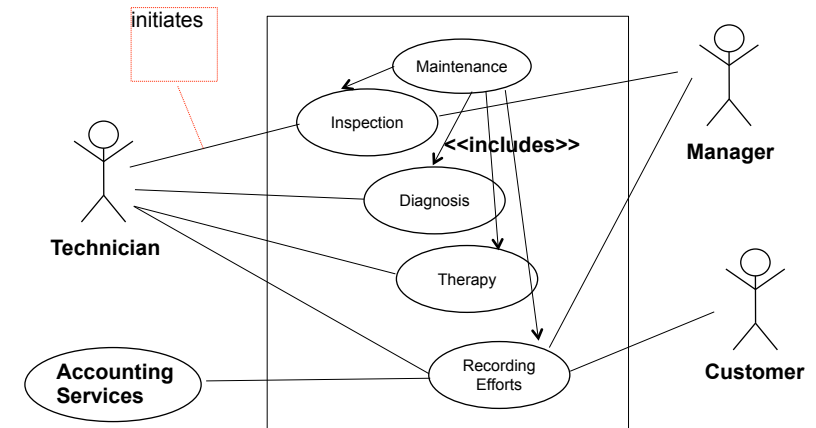 initiates
Maintenance
Inspection
<<includes>>
Manager
Diagnosis
Technician
Therapy
Recording
Efforts
Accounting
Services
Customer